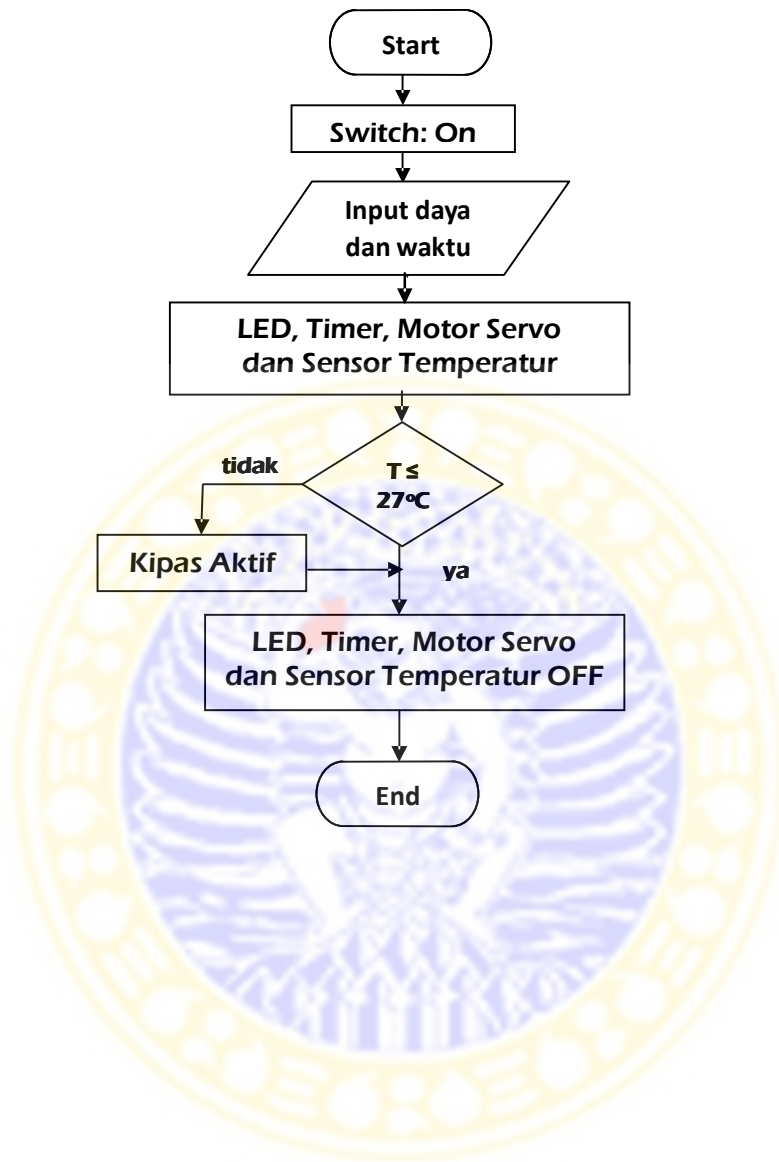 Start
Switch: On
Input daya
dan waktu
LED, Timer, Motor Servo
dan Sensor Temperatur
tidak
T ≤
27°C
Kipas Aktif
ya
LED, Timer, Motor Servo
dan Sensor Temperatur OFF
End